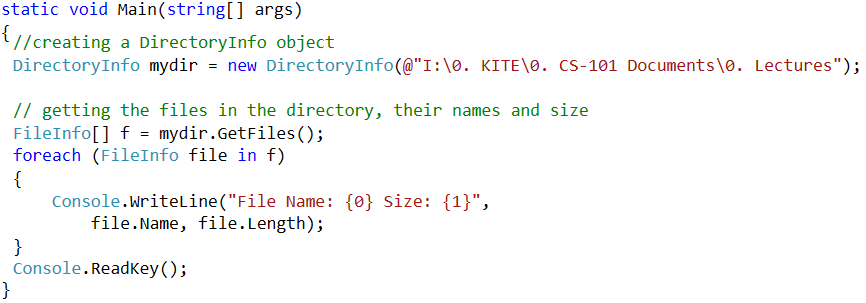 static void Main(string[] args)
{
//creating a DirectoryInfo object
DirectoryInfo mydir = new DirectoryInfo(@"I:\0. KITE\0. CS-101 Documents\0. Lectures");
// getting the files in the directory, their names and size
FileInfo[] f = mydir.GetFiles();
foreach (FileInfo file in f)
{
Console.WriteLine("File Name: {0} Size: {1}",
file.Name, file.Length);
}
Console.ReadKey();
}